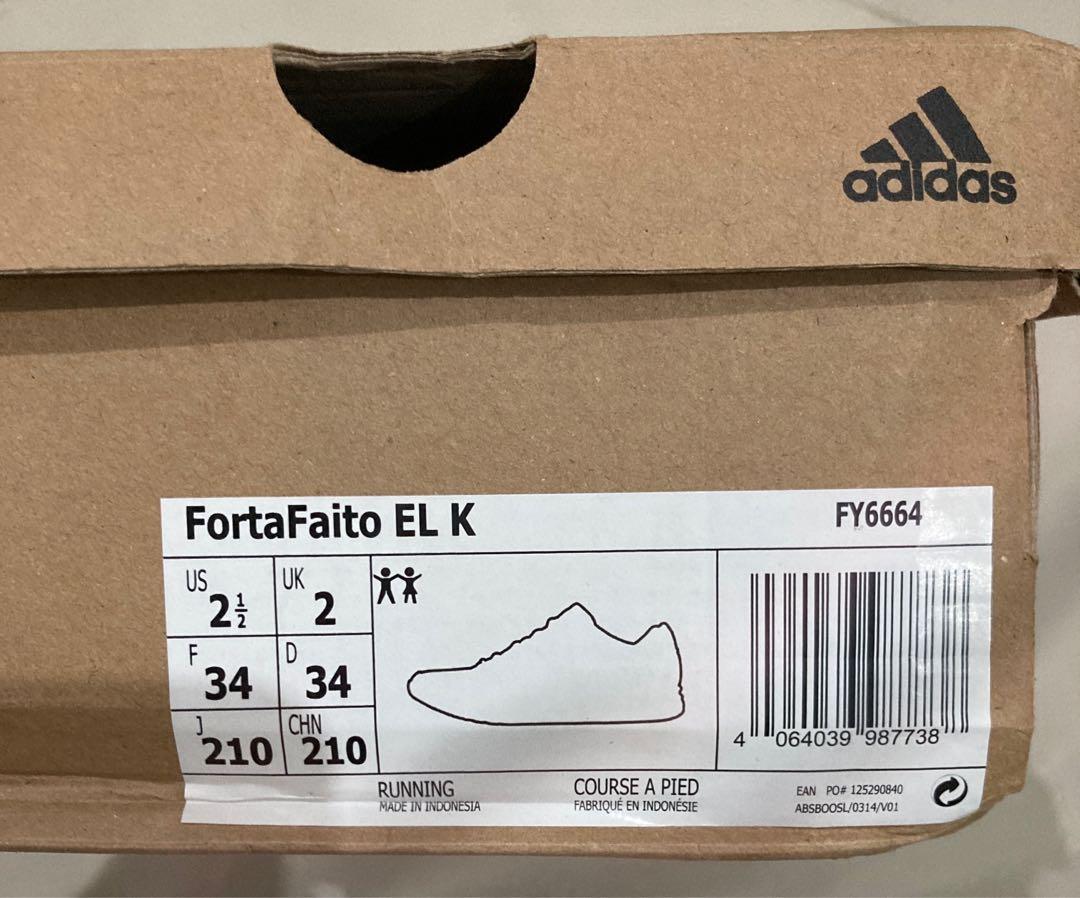 adidas
FortaFaito EL K FY6664
US 2½ UK 2
F 34 D 34
J 210 CHN 210
4 064039 987738
RUNNING COURSE A PIED
MADE IN INDONESIA FABRIQUÉ EN INDONÉSIE
EAN PO# 125290840
ABSBOOSL/0314/V01